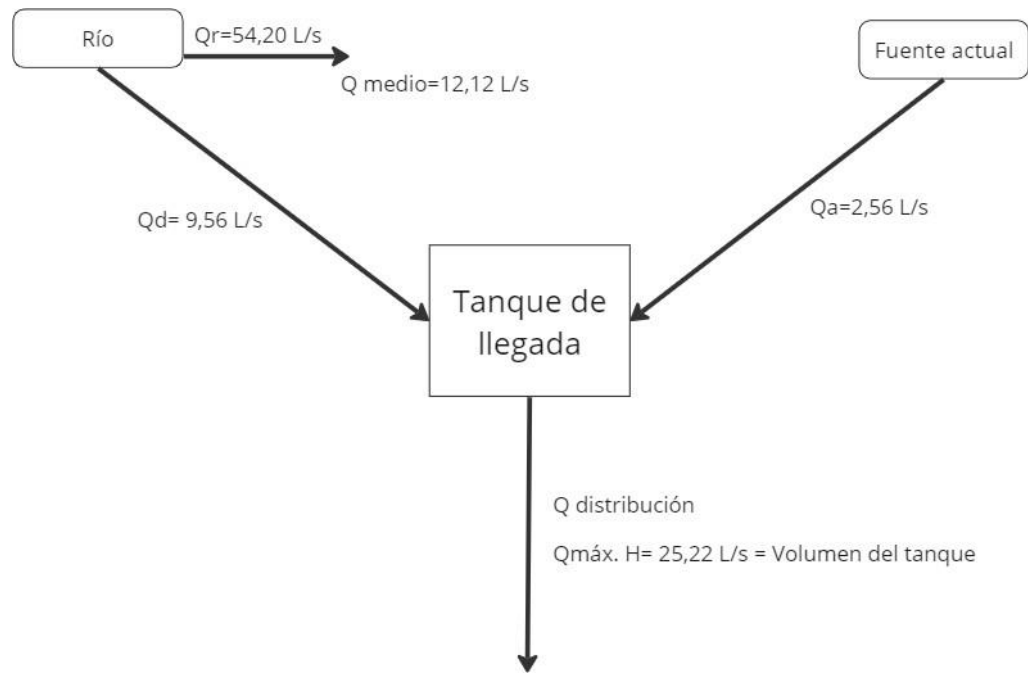 Río
Qr=54,20 L/s
Q medio=12,12 L/s
Fuente actual
Qd= 9,56 L/s
Qa=2,56 L/s
Tanque de
llegada
Q distribución
Qmáx. H= 25,22 L/s = Volumen del tanque